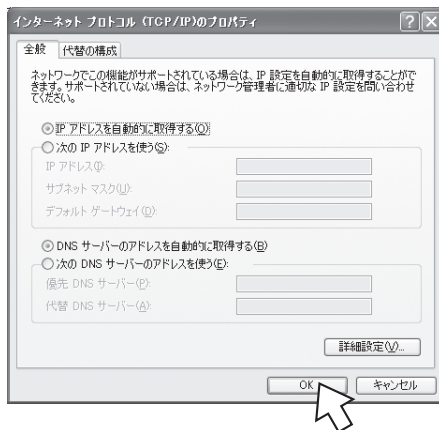 インターネット プロトコル (TCP/IP)のプロパティ
全般 代替の構成
ネットワークでこの機能がサポートされている場合は、IP 設定を自動的に取得することがで
きます。サポートされていない場合は、ネットワーク管理者に適切な IP 設定を問い合わせ
てください。
IP アドレスを自動的に取得する(O)
次の IP アドレスを使う(S):
IP アドレス(I):
サブネット マスク(U):
デフォルト ゲートウェイ(D):
DNS サーバーのアドレスを自動的に取得する(B)
次の DNS サーバーのアドレスを使う(E):
優先 DNS サーバー(P):
代替 DNS サーバー(A):
詳細設定(V)...
OK キャンセル